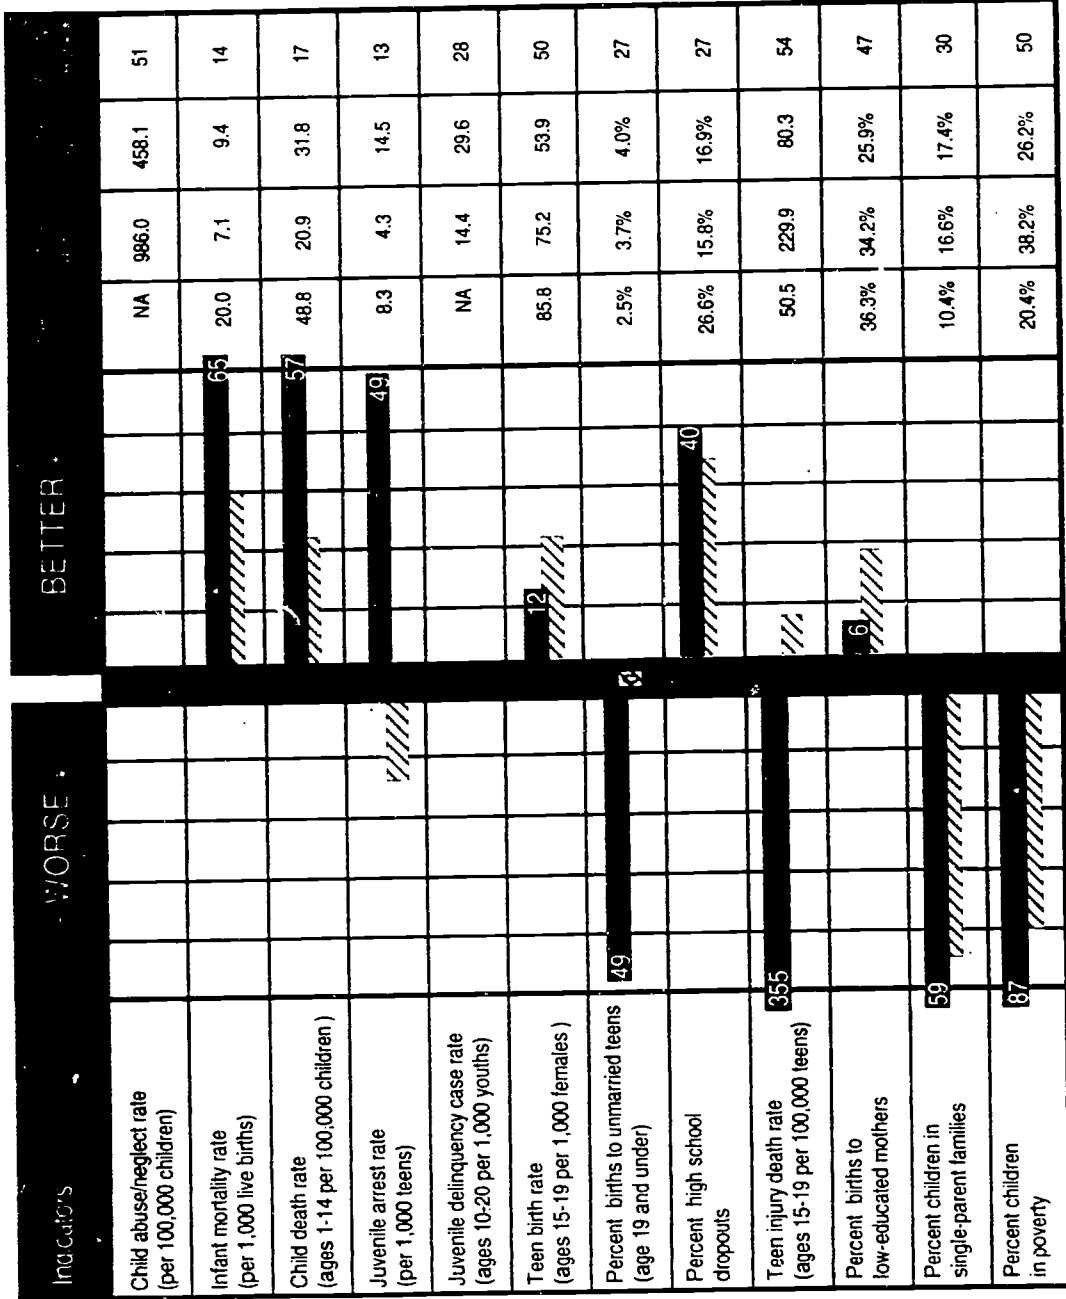 Indicators - WORSE + BETTER +
Child abuse/neglect rate
(per 100,000 children) NA 986.0 458.1 51
Infant mortality rate
(per 1,000 live births) 65 20.0 7.1 9.4 14
Child death rate
(ages 1-14 per 100,000 children) 57 48.8 20.9 31.8 17
Juvenile arrest rate
(per 1,000 teens) 49 8.3 4.3 14.5 13
Juvenile delinquency case rate
(ages 10-20 per 1,000 youths) NA 14.4 29.6 28
Teen birth rate
(ages 15-19 per 1,000 females) 12 85.8 75.2 53.9 50
Percent births to unmarried teens
(age 19 and under) 49 2.5% 3.7% 4.0% 27
Percent high school
dropouts 40 26.6% 15.8% 16.9% 27
Teen injury death rate
(ages 15-19 per 100,000 teens) 355 50.5 229.9 80.3 54
Percent births to
low-educated mothers 6 36.3% 34.2% 25.9% 47
Percent children in
single-parent families 59 10.4% 16.6% 17.4% 30
Percent children
in poverty 87 20.4% 38.2% 26.2% 50